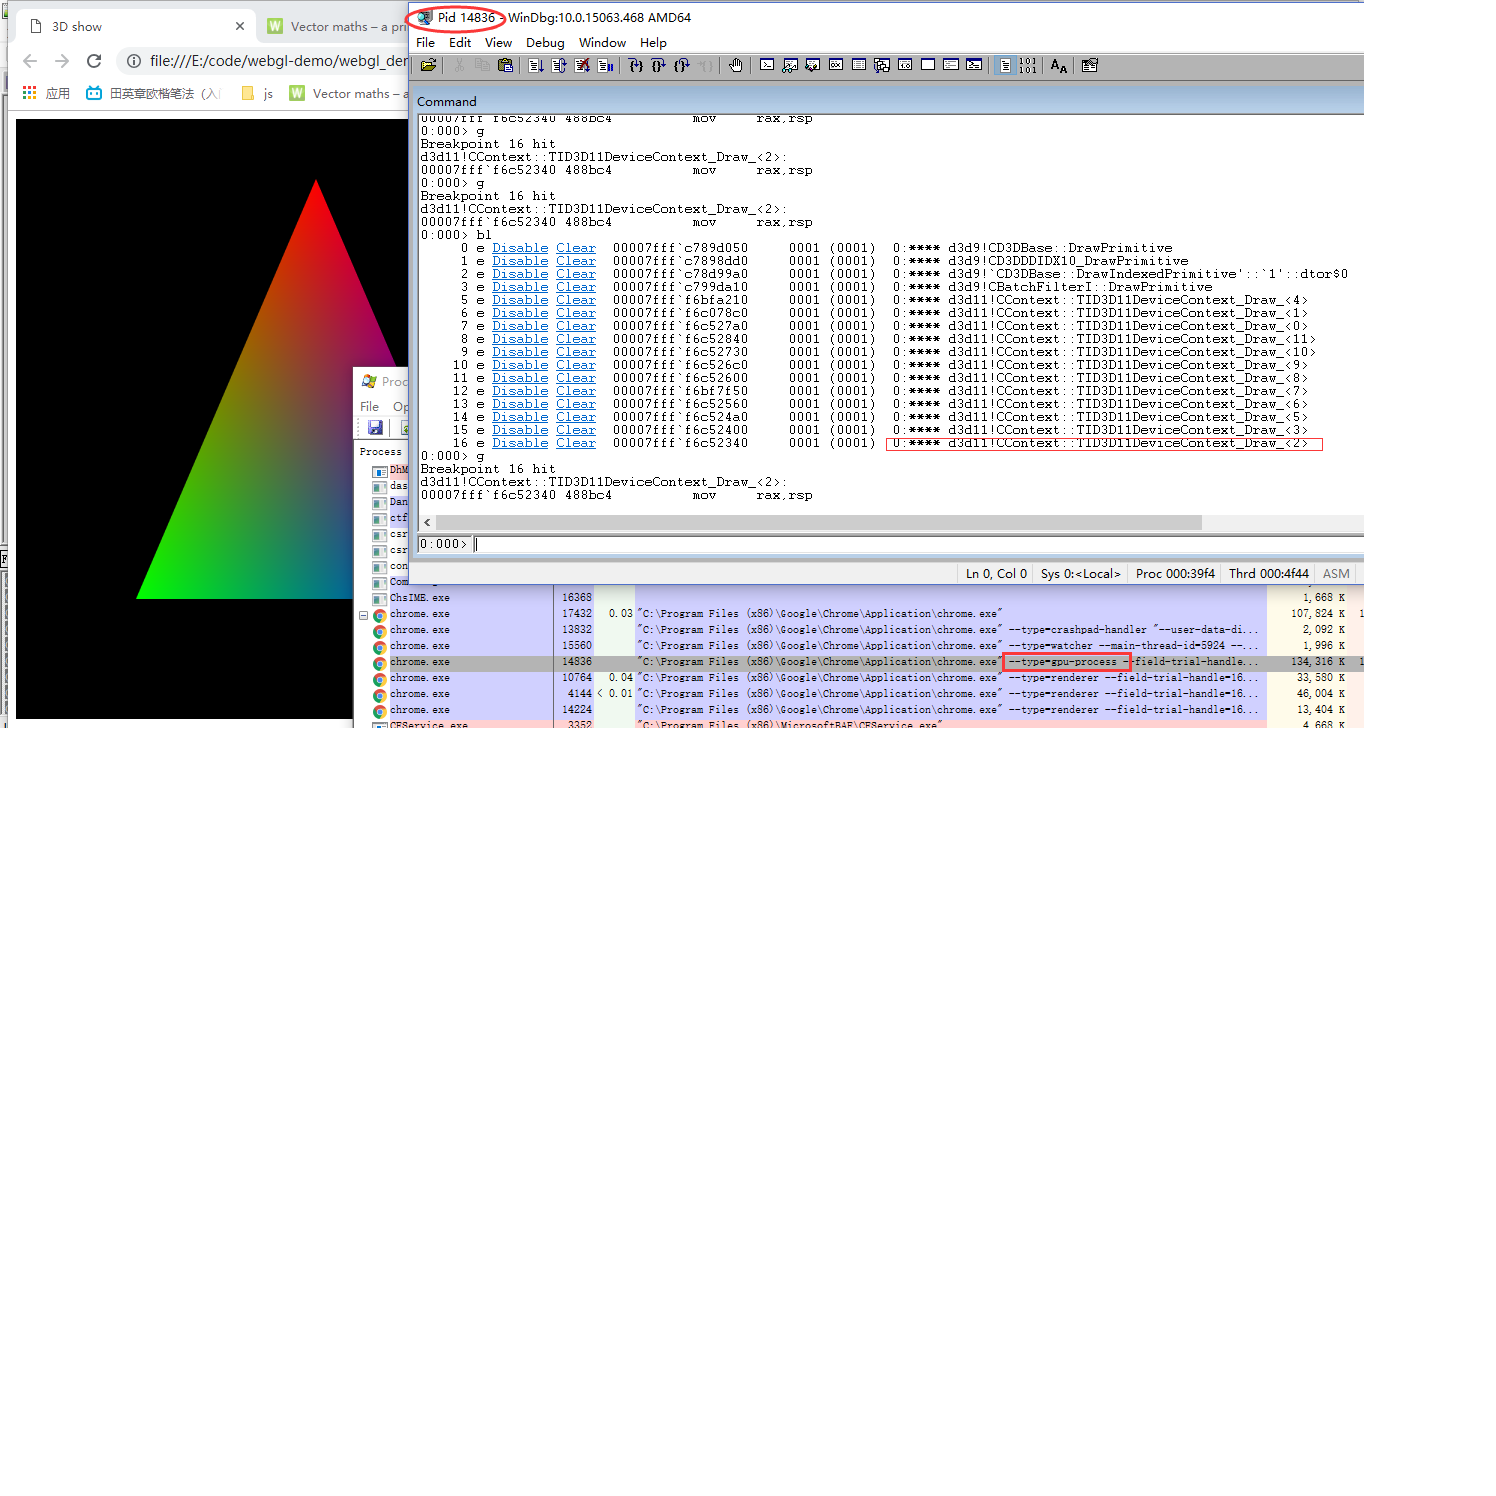 3D show
Vector maths – a pri
file:///E:/code/webgl-demo/webgl_der
应用
田英章欧楷笔法（入
js
Vector maths – a
Pid 14836 - WinDbg:10.0.15063.468 AMD64
File Edit View Debug Window Help
Command
00007fff`f6c52340 488bc4 mov rax,rsp
0:000> g
Breakpoint 16 hit
d3d11!CContext::TID3D11DeviceContext_Draw_<2>:
00007fff`f6c52340 488bc4 mov rax,rsp
0:000> g
Breakpoint 16 hit
d3d11!CContext::TID3D11DeviceContext_Draw_<2>:
00007fff`f6c52340 488bc4 mov rax,rsp
0:000> bl
0 e Disable Clear 00007fff`c789d050 0001 (0001) 0:**** d3d9!CD3DBase::DrawPrimitive
1 e Disable Clear 00007fff`c7898dd0 0001 (0001) 0:**** d3d9!CD3DDDIDX10_DrawPrimitive
2 e Disable Clear 00007fff`c78d99a0 0001 (0001) 0:**** d3d9!`CD3DBase::DrawIndexedPrimitive'::`1'::dtor$0
3 e Disable Clear 00007fff`c799da10 0001 (0001) 0:**** d3d9!CBatchFilterI::DrawPrimitive
5 e Disable Clear 00007fff`f6bfa210 0001 (0001) 0:**** d3d11!CContext::TID3D11DeviceContext_Draw_<4>
6 e Disable Clear 00007fff`f6c078c0 0001 (0001) 0:**** d3d11!CContext::TID3D11DeviceContext_Draw_<1>
7 e Disable Clear 00007fff`f6c527a0 0001 (0001) 0:**** d3d11!CContext::TID3D11DeviceContext_Draw_<0>
8 e Disable Clear 00007fff`f6c52840 0001 (0001) 0:**** d3d11!CContext::TID3D11DeviceContext_Draw_<11>
9 e Disable Clear 00007fff`f6c52730 0001 (0001) 0:**** d3d11!CContext::TID3D11DeviceContext_Draw_<10>
10 e Disable Clear 00007fff`f6c526c0 0001 (0001) 0:**** d3d11!CContext::TID3D11DeviceContext_Draw_<9>
11 e Disable Clear 00007fff`f6c52600 0001 (0001) 0:**** d3d11!CContext::TID3D11DeviceContext_Draw_<8>
12 e Disable Clear 00007fff`f6bf7f50 0001 (0001) 0:**** d3d11!CContext::TID3D11DeviceContext_Draw_<7>
13 e Disable Clear 00007fff`f6c52560 0001 (0001) 0:**** d3d11!CContext::TID3D11DeviceContext_Draw_<6>
14 e Disable Clear 00007fff`f6c524a0 0001 (0001) 0:**** d3d11!CContext::TID3D11DeviceContext_Draw_<5>
15 e Disable Clear 00007fff`f6c52400 0001 (0001) 0:**** d3d11!CContext::TID3D11DeviceContext_Draw_<3>
16 e Disable Clear 00007fff`f6c52340 0001 (0001) 0:**** d3d11!CContext::TID3D11DeviceContext_Draw_<2>
0:000> g
Breakpoint 16 hit
d3d11!CContext::TID3D11DeviceContext_Draw_<2>:
00007fff`f6c52340 488bc4 mov rax,rsp
0:000>
Ln 0, Col 0 Sys 0:<Local> Proc 000:39f4 Thrd 000:4f44 ASM
Proc
File Op
Process
DhM
das
Dan
ctf
csr
csr
con
Com
ChsIME.exe 16368 1,668 K
chrome.exe 17432 0.03 "C:\Program Files (x86)\Google\Chrome\Application\chrome.exe" 107,824 K 1
chrome.exe 13832 "C:\Program Files (x86)\Google\Chrome\Application\chrome.exe" --type=crashpad-handler "--user-data-di... 2,092 K
chrome.exe 15560 "C:\Program Files (x86)\Google\Chrome\Application\chrome.exe" --type=watcher --main-thread-id=5924 --... 1,996 K
chrome.exe 14836 "C:\Program Files (x86)\Google\Chrome\Application\chrome.exe" --type=gpu-process --field-trial-handle... 134,316 K 1
chrome.exe 10764 0.04 "C:\Program Files (x86)\Google\Chrome\Application\chrome.exe" --type=renderer --field-trial-handle=16... 33,580 K
chrome.exe 4144 < 0.01 "C:\Program Files (x86)\Google\Chrome\Application\chrome.exe" --type=renderer --field-trial-handle=16... 46,004 K
chrome.exe 14224 "C:\Program Files (x86)\Google\Chrome\Application\chrome.exe" --type=renderer --field-trial-handle=16... 13,404 K
CFService.exe 3352 "C:\Program Files (x86)\MicrosoftBAF\CFService.exe" 4,668 K